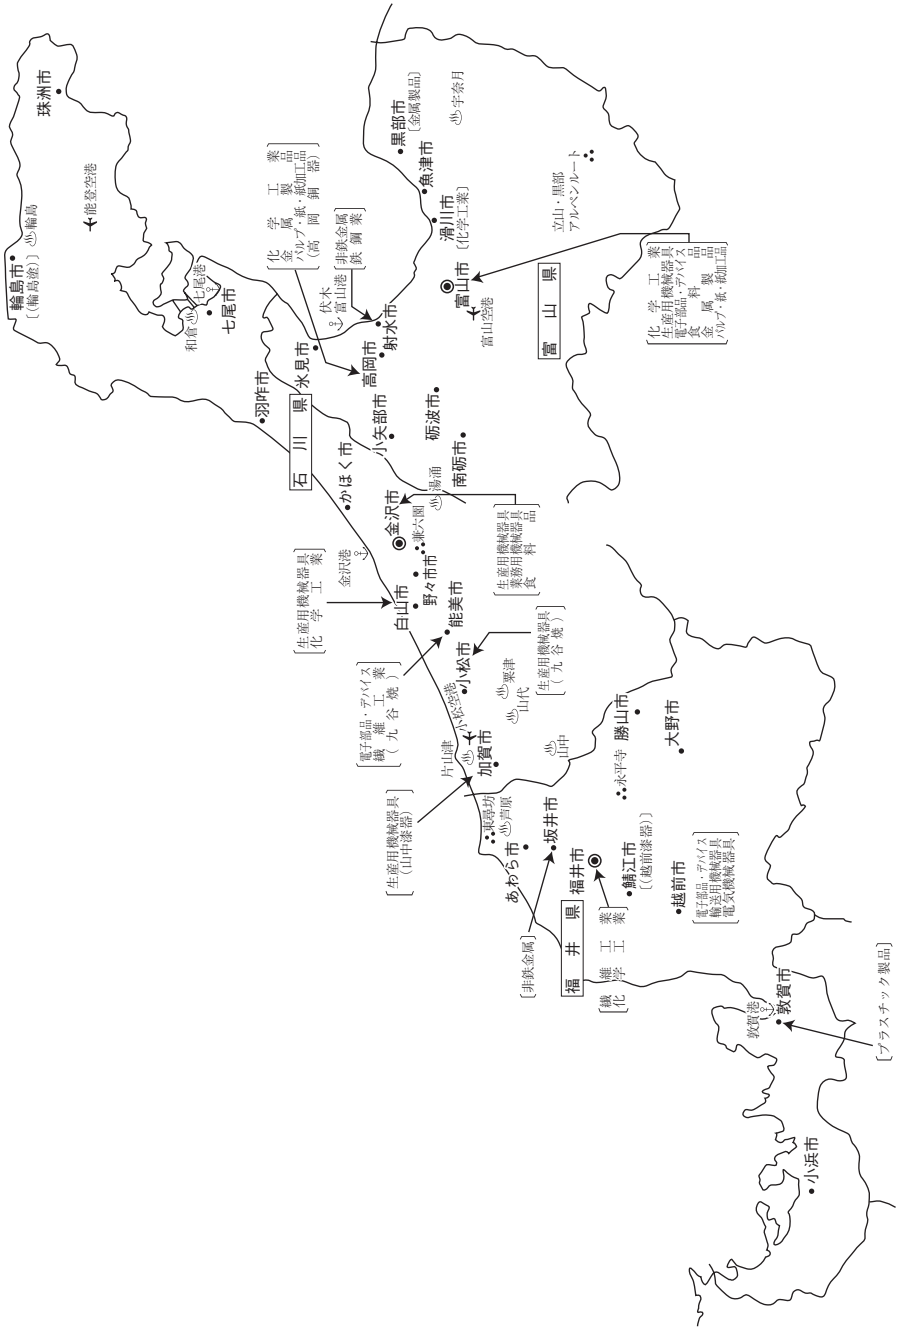 珠洲市
輪島市
[(輪島塗)]
輪島
能登空港
七尾港
和倉
七尾市
羽咋市
石川県
かほく市
金沢港
金沢市
兼六園
湯涌
[生産用機械器具
業務用機械器具
食料品]
[生産用機械器具
化学工業]
白山市
野々市市
能美市
[電子部品・デバイス
繊維工業
(九谷焼)]
小松市
[生産用機械器具
(九谷焼)]
小松空港
粟津
山代
片山津
加賀市
山中
[生産用機械器具
(山中漆器)]
化学工業
金属製品
パルプ・紙・紙加工品
(高岡銅器)
[非鉄金属
鉄鋼業]
伏木
富山港
氷見市
高岡市
射水市
小矢部市
砺波市
南砺市
黒部市
[金属製品]
宇奈月
魚津市
滑川市
[化学工業]
立山・黒部
アルペンルート
富山市
富山空港
富山県
化学工業
生産用機械器具
電子部品・デバイス
食料品
金属製品
パルプ・紙・紙加工品
東尋坊
芦原
あわら市
坂井市
[非鉄金属]
福井県
福井市
[繊維工業
化学工業]
永平寺
勝山市
大野市
鯖江市
[(越前漆器)]
越前市
[電子部品・デバイス
輸送用機械器具
電気機械器具]
敦賀港
敦賀市
[プラスチック製品]
小浜市